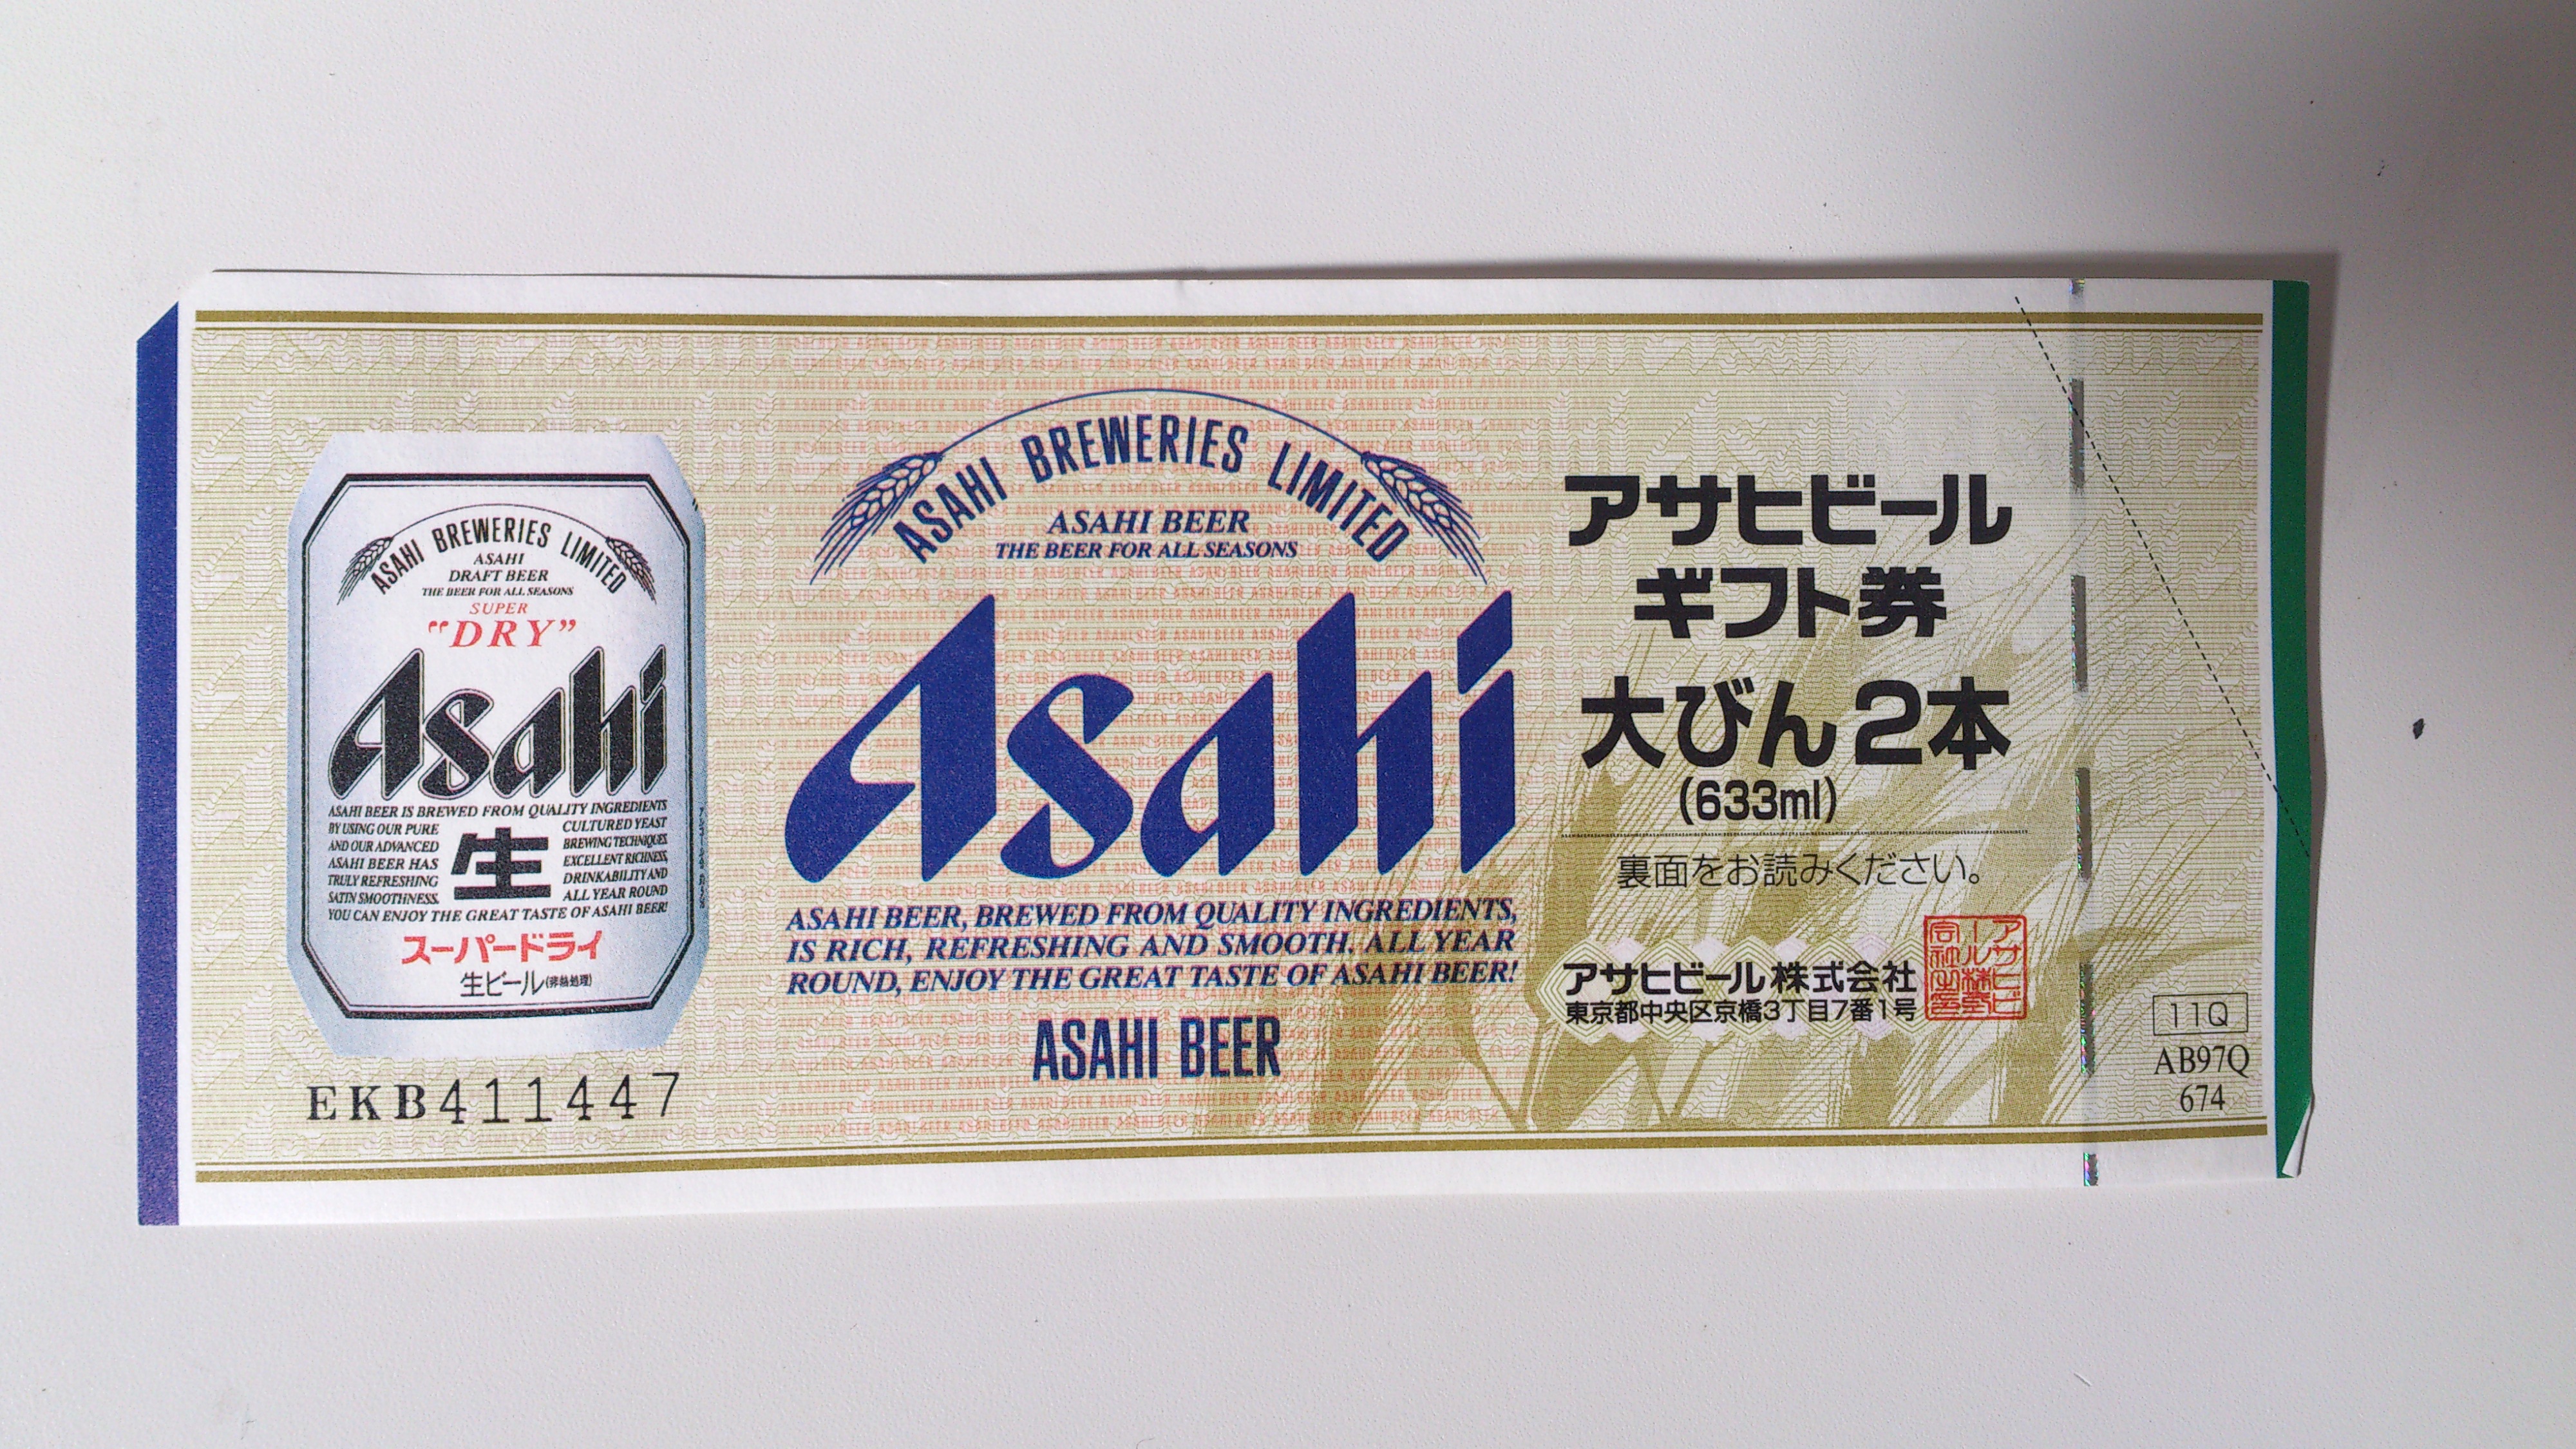 ASAHI BREWERIES LIMITED
ASAHI
DRAFT BEER
THE BEER FOR ALL SEASONS
SUPER
"DRY"
Asahi
ASAHI BEER IS BREWED FROM QUALITY INGREDIENTS
BY USING OUR PURE CULTURED YEAST
AND OUR ADVANCED BREWING TECHNIQUES.
ASAHI BEER HAS EXCELLENT RICHNESS,
TRULY REFRESHING DRINKABILITY AND
SATIN SMOOTHNESS. ALL YEAR ROUND
生
YOU CAN ENJOY THE GREAT TASTE OF ASAHI BEER!
スーパードライ
生ビール(非熱処理)
EKB411447
ASAHI BREWERIES LIMITED
ASAHI BEER
THE BEER FOR ALL SEASONS
Asahi
ASAHI BEER, BREWED FROM QUALITY INGREDIENTS,
IS RICH, REFRESHING AND SMOOTH. ALL YEAR
ROUND, ENJOY THE GREAT TASTE OF ASAHI BEER!
ASAHI BEER
アサヒビール
ギフト券
大びん2本
(633ml)
裏面をお読みください。
アサヒビール株式会社
東京都中央区京橋3丁目7番1号
11Q
AB97Q
674